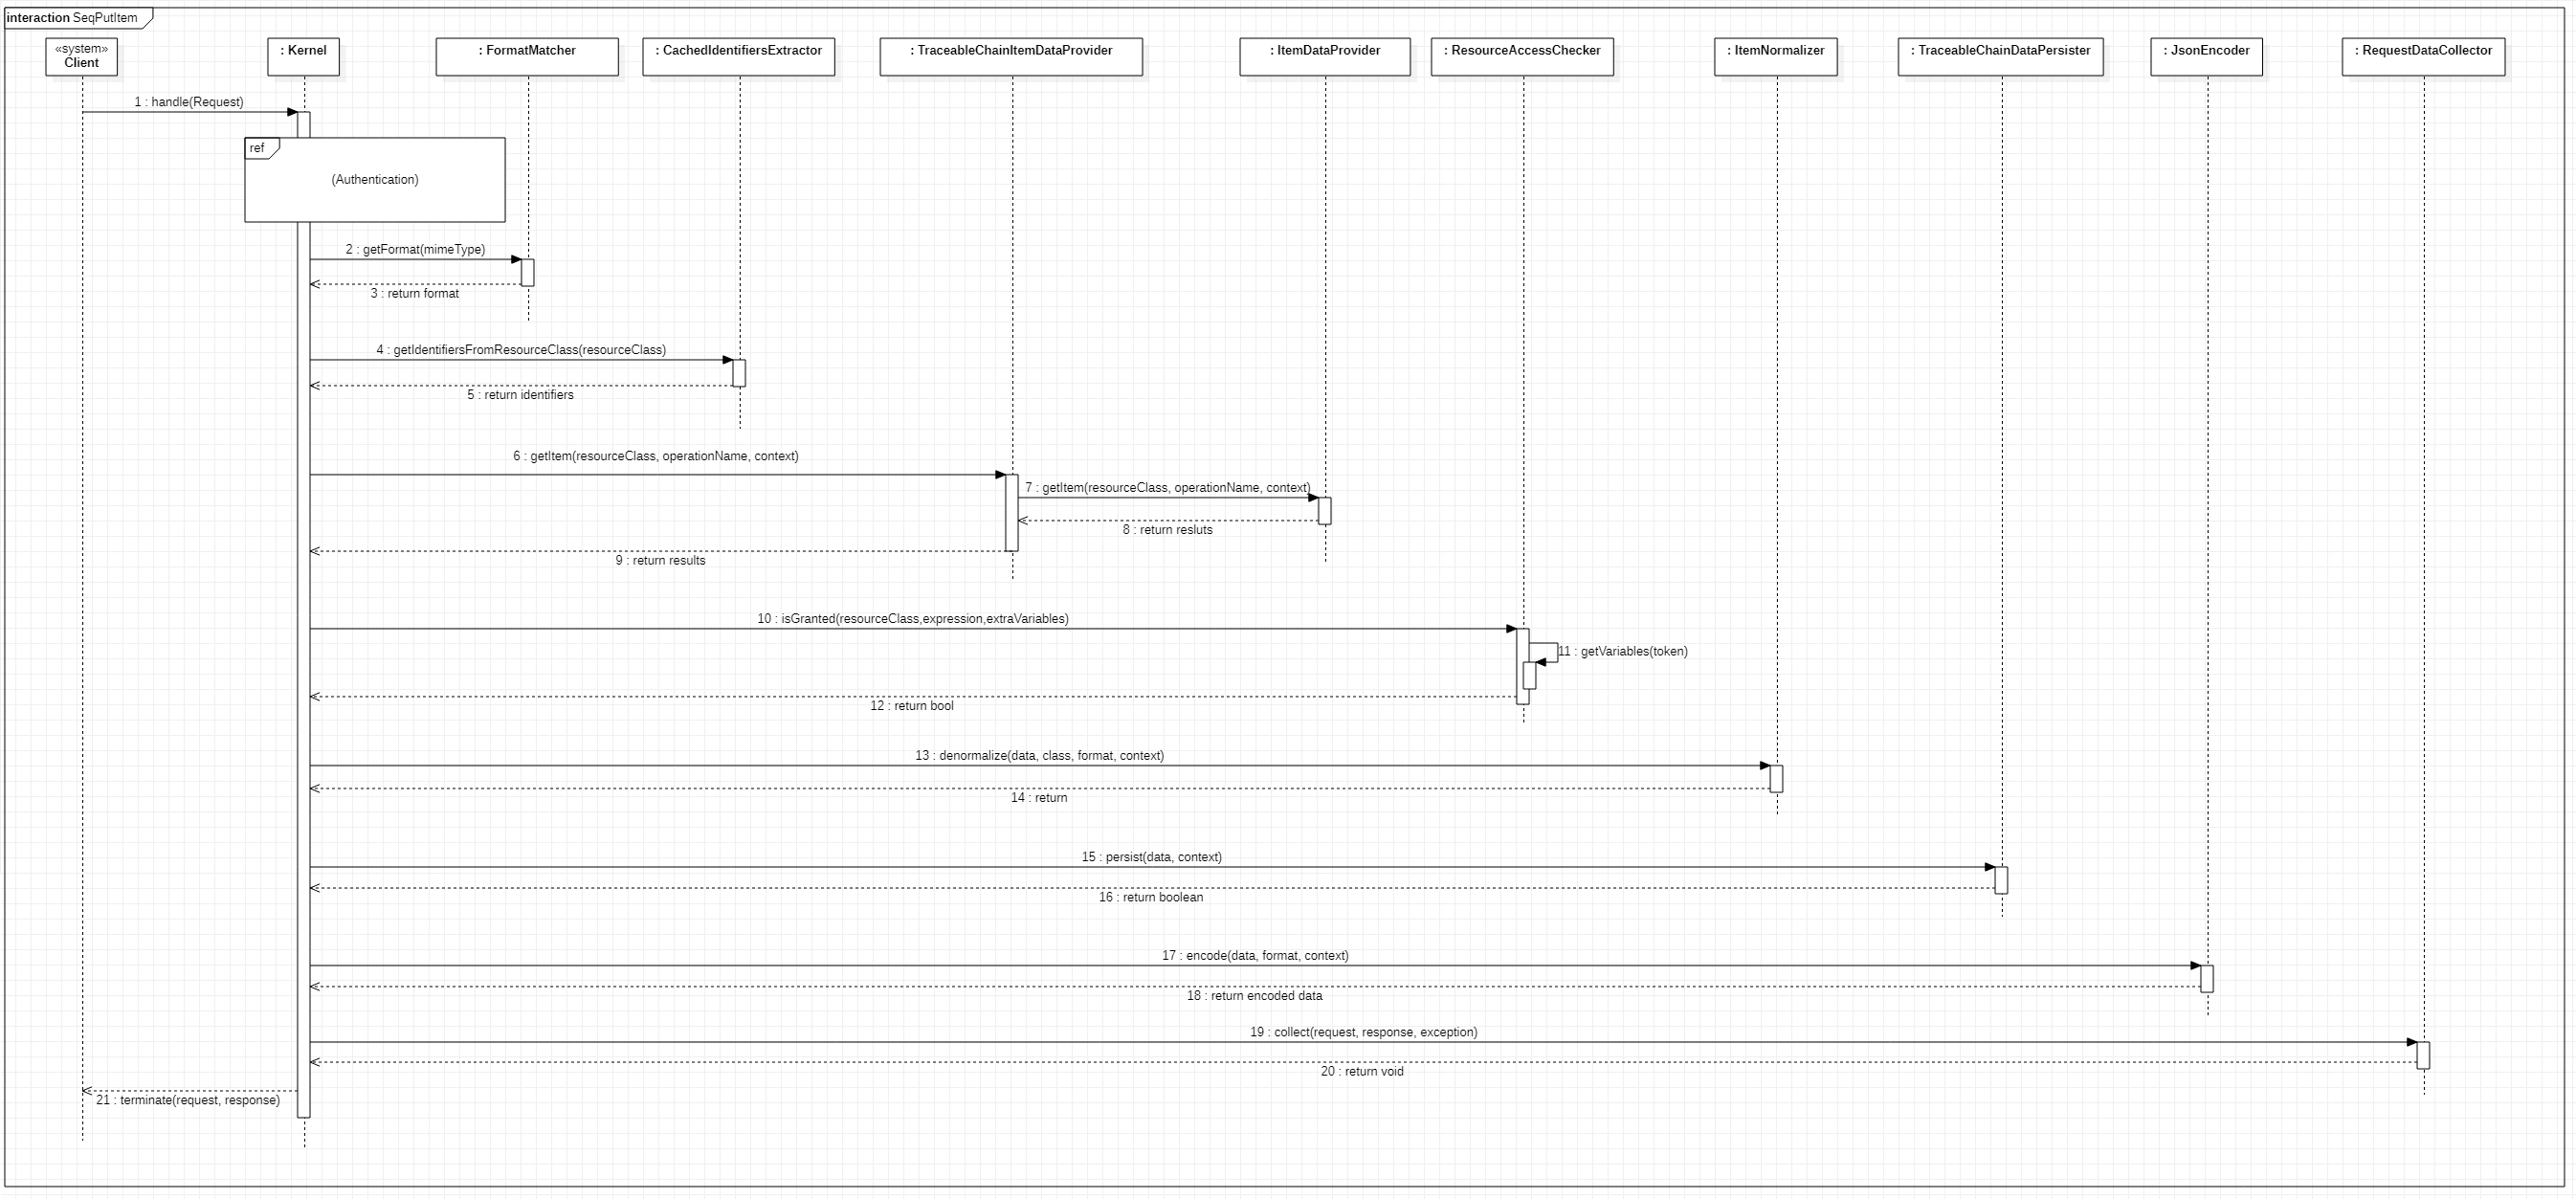 interaction SeqPutItem
«system»
Client
: Kernel
: FormatMatcher
: CachedIdentifiersExtractor
: TraceableChainItemDataProvider
: ItemDataProvider
: ResourceAccessChecker
: ItemNormalizer
: TraceableChainDataPersister
: JsonEncoder
: RequestDataCollector
1 : handle(Request)
ref
(Authentication)
2 : getFormat(mimeType)
3 : return format
4 : getIdentifiersFromResourceClass(resourceClass)
5 : return identifiers
6 : getItem(resourceClass, operationName, context)
7 : getItem(resourceClass, operationName, context)
8 : return resluts
9 : return results
10 : isGranted(resourceClass,expression,extraVariables)
11 : getVariables(token)
12 : return bool
13 : denormalize(data, class, format, context)
14 : return
15 : persist(data, context)
16 : return boolean
17 : encode(data, format, context)
18 : return encoded data
19 : collect(request, response, exception)
20 : return void
21 : terminate(request, response)